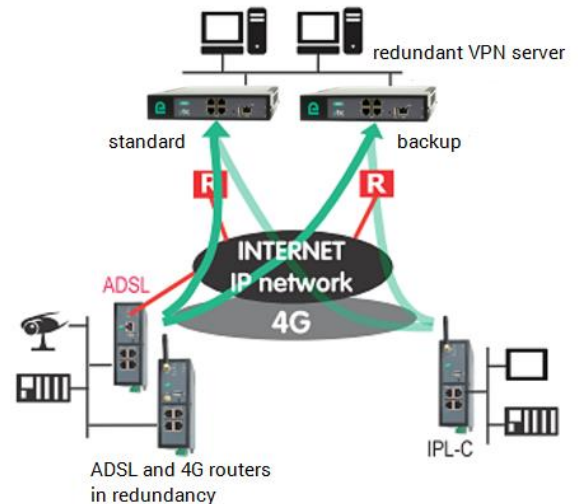 redundant VPN server
e
e
standard
backup
R
R
INTERNET
IP network
ADSL
4G
IPL-C
ADSL and 4G routers
in redundancy